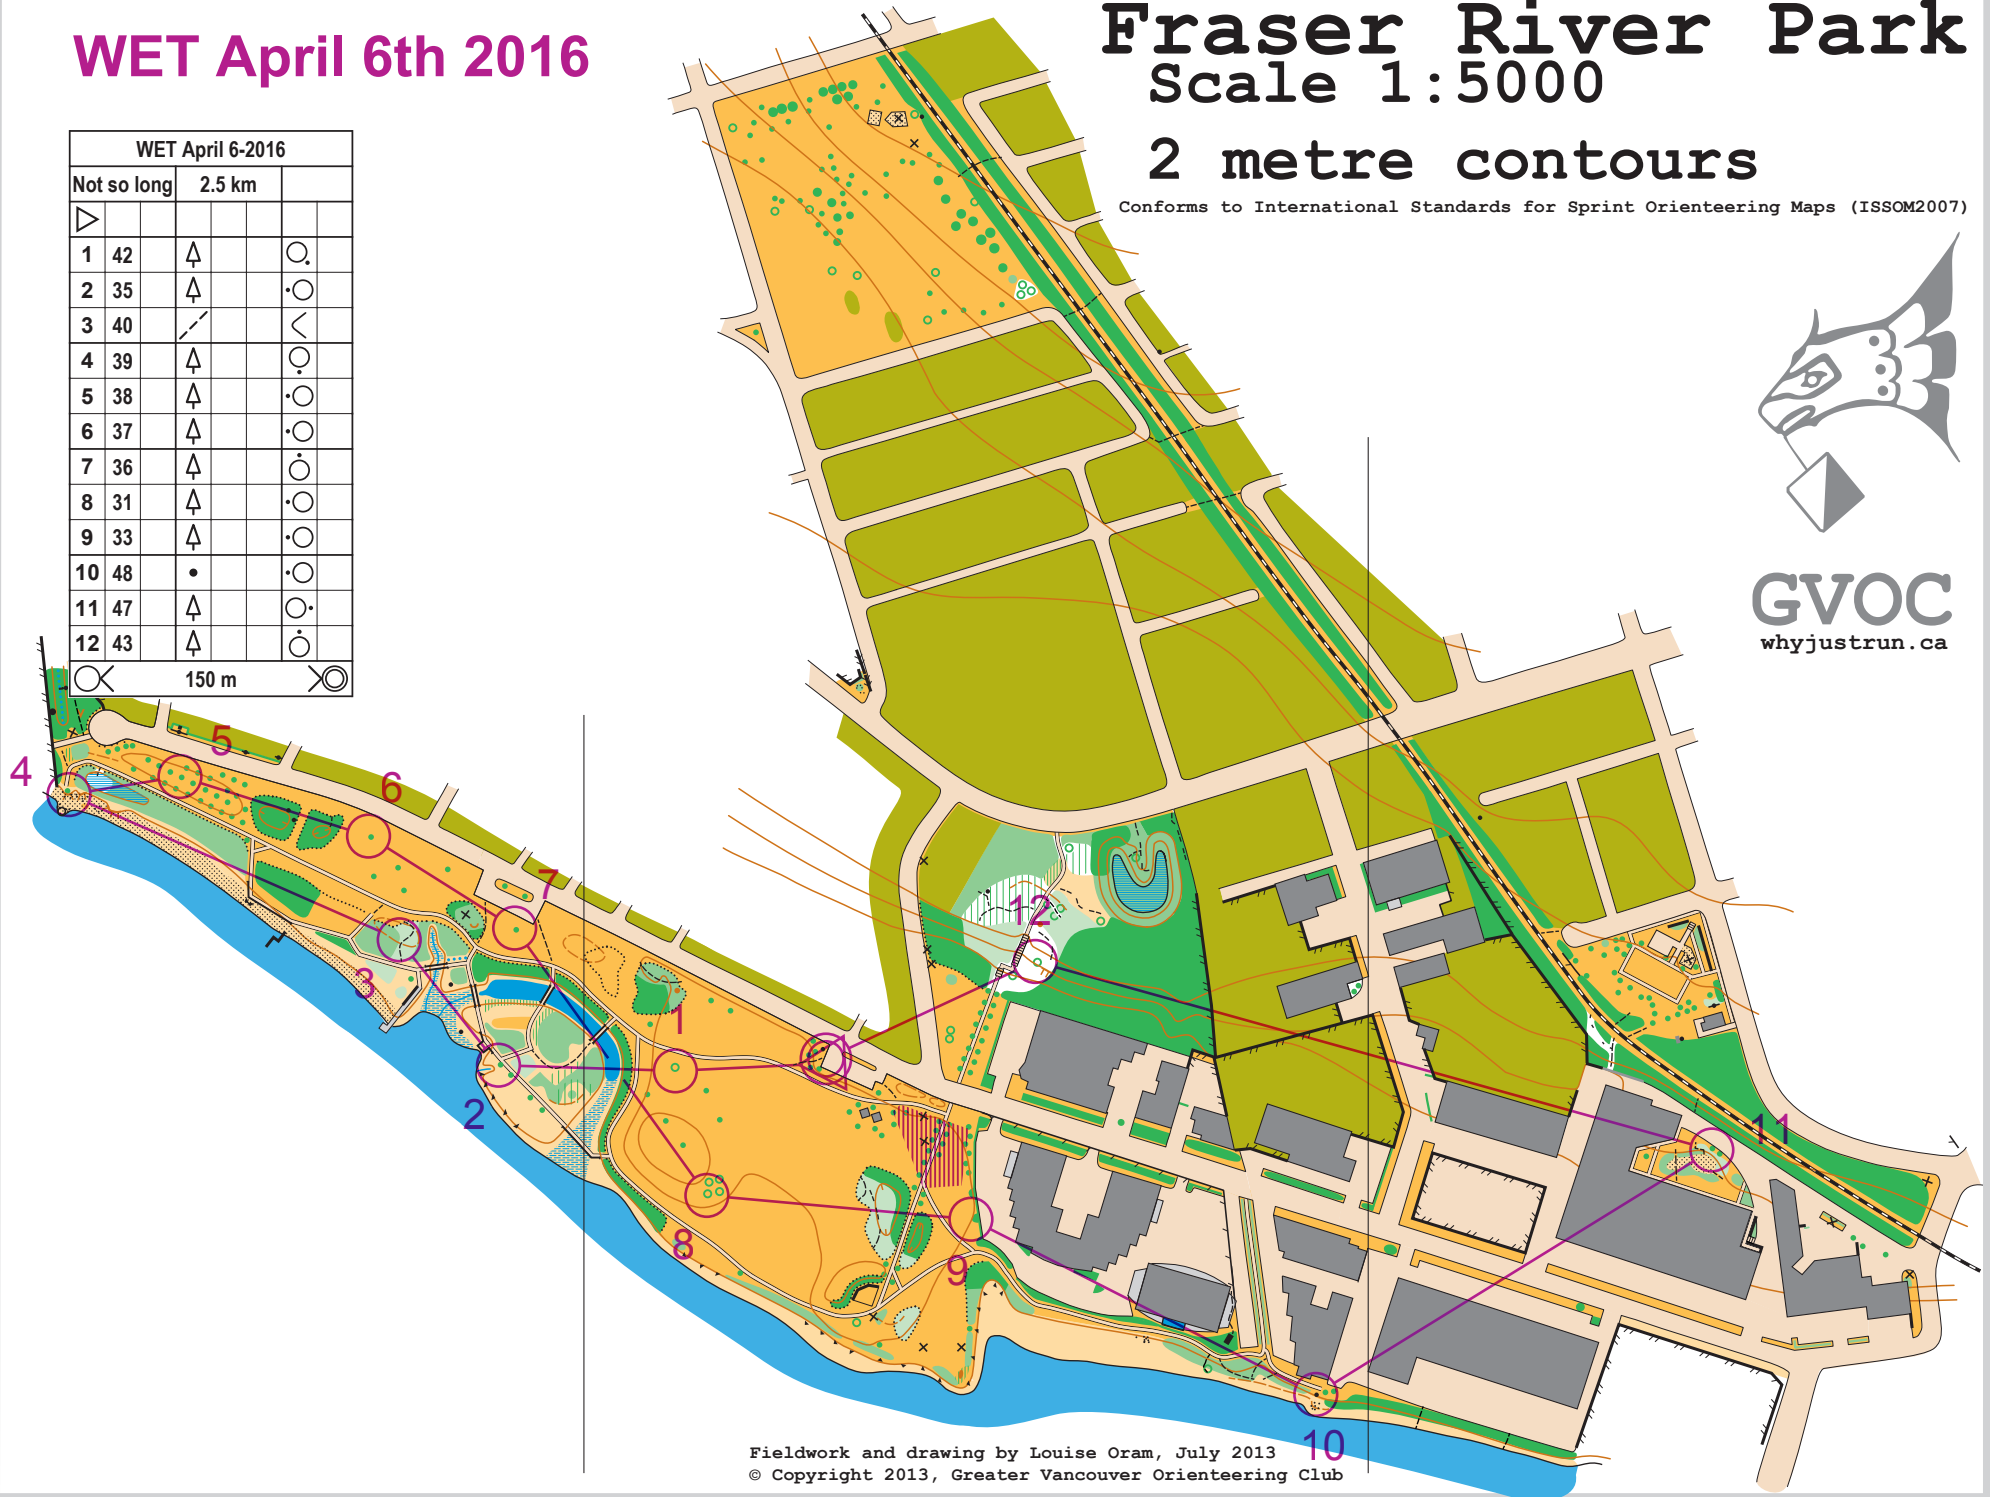 WET April 6th 2016
Fraser River Park
Scale 1:5000
2 metre contours
Conforms to International Standards for Sprint Orienteering Maps (ISSOM2007)
WET April 6-2016
Not so long 2.5 km
1 42
2 35
3 40
4 39
5 38
6 37
7 36
8 31
9 33
10 48
11 47
12 43
150 m
GVOC
whyjustrun.ca
5
4
6
7
12
3
1
2
11
8
9
10
Fieldwork and drawing by Louise Oram, July 2013
© Copyright 2013, Greater Vancouver Orienteering Club